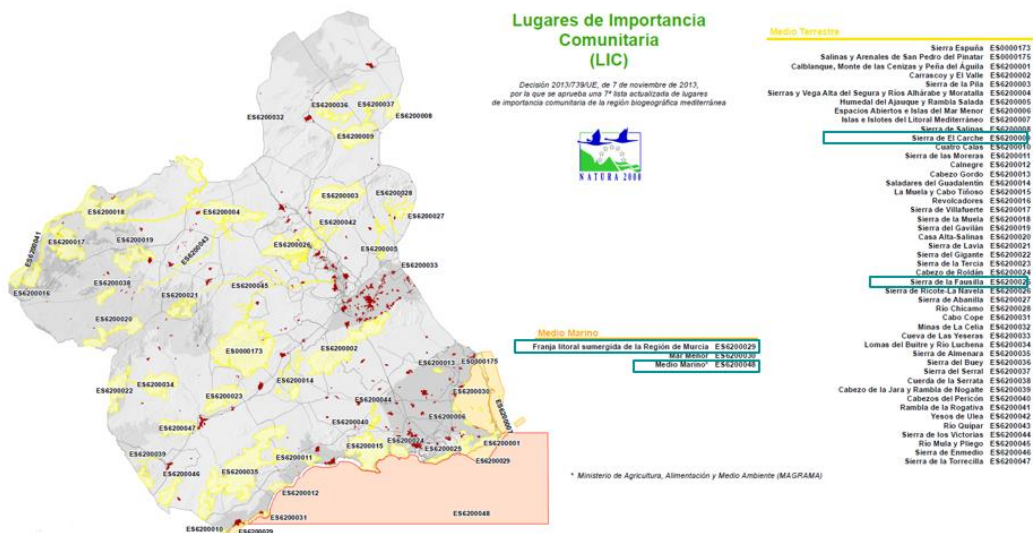 Lugares de Importancia
Comunitaria
(LIC)
Decisión 2013/739/UE, de 7 de noviembre de 2013,
por la que se aprueba una 7ª lista actualizada de lugares
de importancia comunitaria de la región biogeográfica mediterránea
NATURA 2000
Medio Terrestre
Sierra Espuña ES0000173
Salinas y Arenales de San Pedro del Pinatar ES0000175
Calblanque, Monte de las Cenizas y Peña del Águila ES6200001
Carrascoy y El Valle ES6200002
Sierra de la Pila ES6200003
Sierras y Vega Alta del Segura y Ríos Alhárabe y Moratalla ES6200004
Humedal del Ajauque y Rambla Salada ES6200005
Espacios Abiertos e Islas del Mar Menor ES6200006
Islas e Islotes del Litoral Mediterráneo ES6200007
Sierra de Salinas ES6200008
Sierra de El Carche ES6200009
Cuatro Calas ES6200010
Sierra de las Moreras ES6200011
Calnegre ES6200012
Cabezo Gordo ES6200013
Saladares del Guadalentín ES6200014
La Muela y Cabo Tiñoso ES6200015
Revolcadores ES6200016
Sierra de Villafuerte ES6200017
Sierra de la Muela ES6200018
Sierra del Gavilán ES6200019
Casa Alta-Salinas ES6200020
Sierra de Lavia ES6200021
Sierra del Gigante ES6200022
Sierra de la Tercia ES6200023
Cabezo de Roldán ES6200024
Sierra de la Fausilla ES6200025
Sierra de Ricote-La Navela ES6200026
Sierra de Abanilla ES6200027
Río Chícamo ES6200028
Cabo Cope ES6200031
Minas de La Celia ES6200032
Cueva de Las Yeseras ES6200033
Lomas del Buitre y Río Luchena ES6200034
Sierra de Almenara ES6200035
Sierra del Buey ES6200036
Sierra del Serral ES6200037
Cuerda de la Serrata ES6200038
Cabezo de la Jara y Rambla de Nogalte ES6200039
Cabezos del Pericón ES6200040
Rambla de la Rogativa ES6200041
Yesos de Ulea ES6200042
Río Quípar ES6200043
Sierra de los Victorias ES6200044
Río Mula y Pliego ES6200045
Sierra de Enmedio ES6200046
Sierra de la Torrecilla ES6200047
Medio Marino
Franja litoral sumergida de la Región de Murcia ES6200029
Mar Menor ES6200030
Medio Marino* ES6200048
* Ministerio de Agricultura, Alimentación y Medio Ambiente (MAGRAMA)
ES6200036
ES6200037
ES6200032
ES6200008
ES6200009
ES6200028
ES6200003
ES6200018
ES6200004
ES6200027
ES6200042
ES6200041
ES6200017
ES6200019
ES6200043
ES6200026
ES6200005
ES6200033
ES6200016
ES6200038
ES6200045
ES6200021
ES6200020
ES0000173
ES6200002
ES0000175
ES6200013
ES6200014
ES6200022
ES6200034
ES6200030
ES6200023
ES6200044
ES6200007
ES6200006
ES6200040
ES6200047
ES6200024
ES6200001
ES6200015
ES6200025
ES6200039
ES6200011
ES6200029
ES6200046
ES6200035
ES6200012
ES6200031
ES6200048
ES6200010
ES6200029